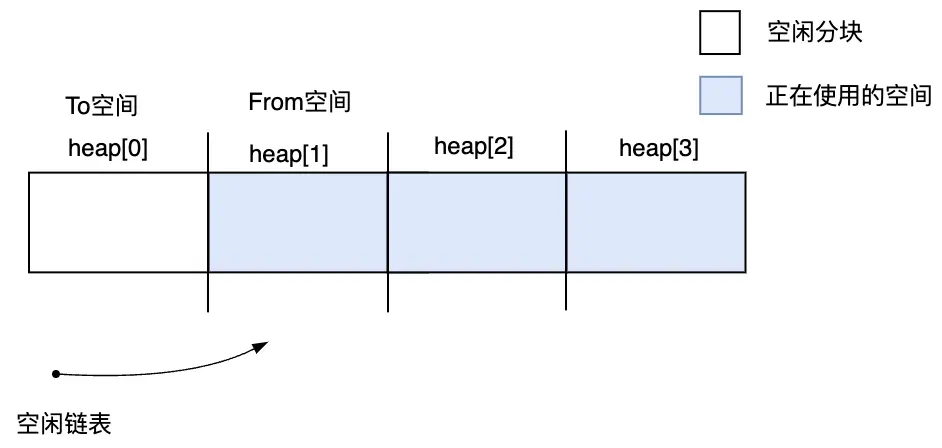 空闲分块
正在使用的空间
To空间
From空间
heap[0]
heap[1]
heap[2]
heap[3]
空闲链表